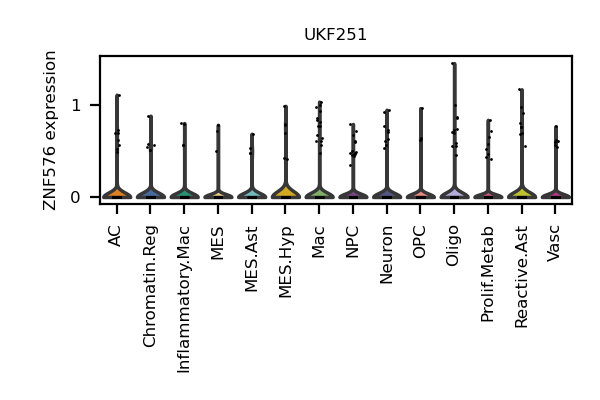 UKF251
ZNF576 expression
1
0
AC
Chromatin.Reg
Inflammatory.Mac
MES
MES.Ast
MES.Hyp
Mac
NPC
Neuron
OPC
Oligo
Prolif.Metab
Reactive.Ast
Vasc